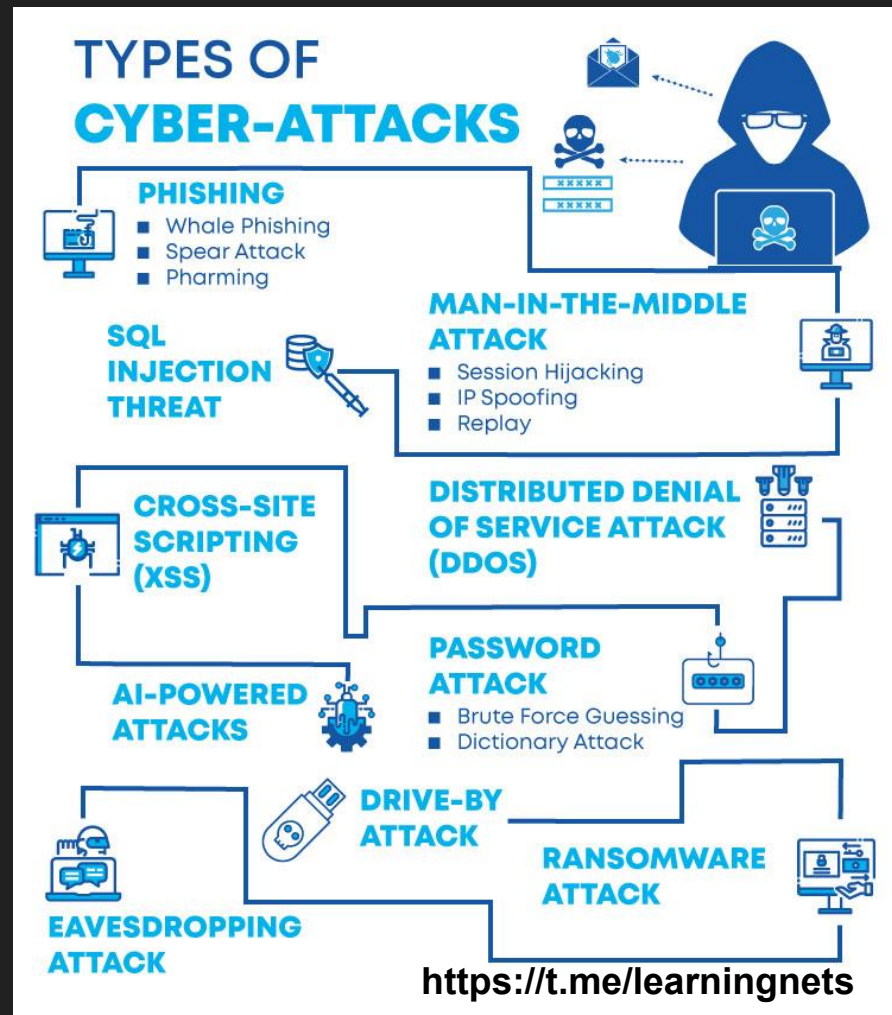 TYPES OF
CYBER-ATTACKS
PHISHING
■ Whale Phishing
■ Spear Attack
■ Pharming
xxxxx
xxxxx
MAN-IN-THE-MIDDLE
ATTACK
■ Session Hijacking
■ IP Spoofing
■ Replay
SQL
INJECTION
THREAT
CROSS-SITE
SCRIPTING
(XSS)
DISTRIBUTED DENIAL
OF SERVICE ATTACK
(DDOS)
PASSWORD
ATTACK
■ Brute Force Guessing
■ Dictionary Attack
AI-POWERED
ATTACKS
DRIVE-BY
ATTACK
RANSOMWARE
ATTACK
EAVESDROPPING
ATTACK
https://t.me/learningnets